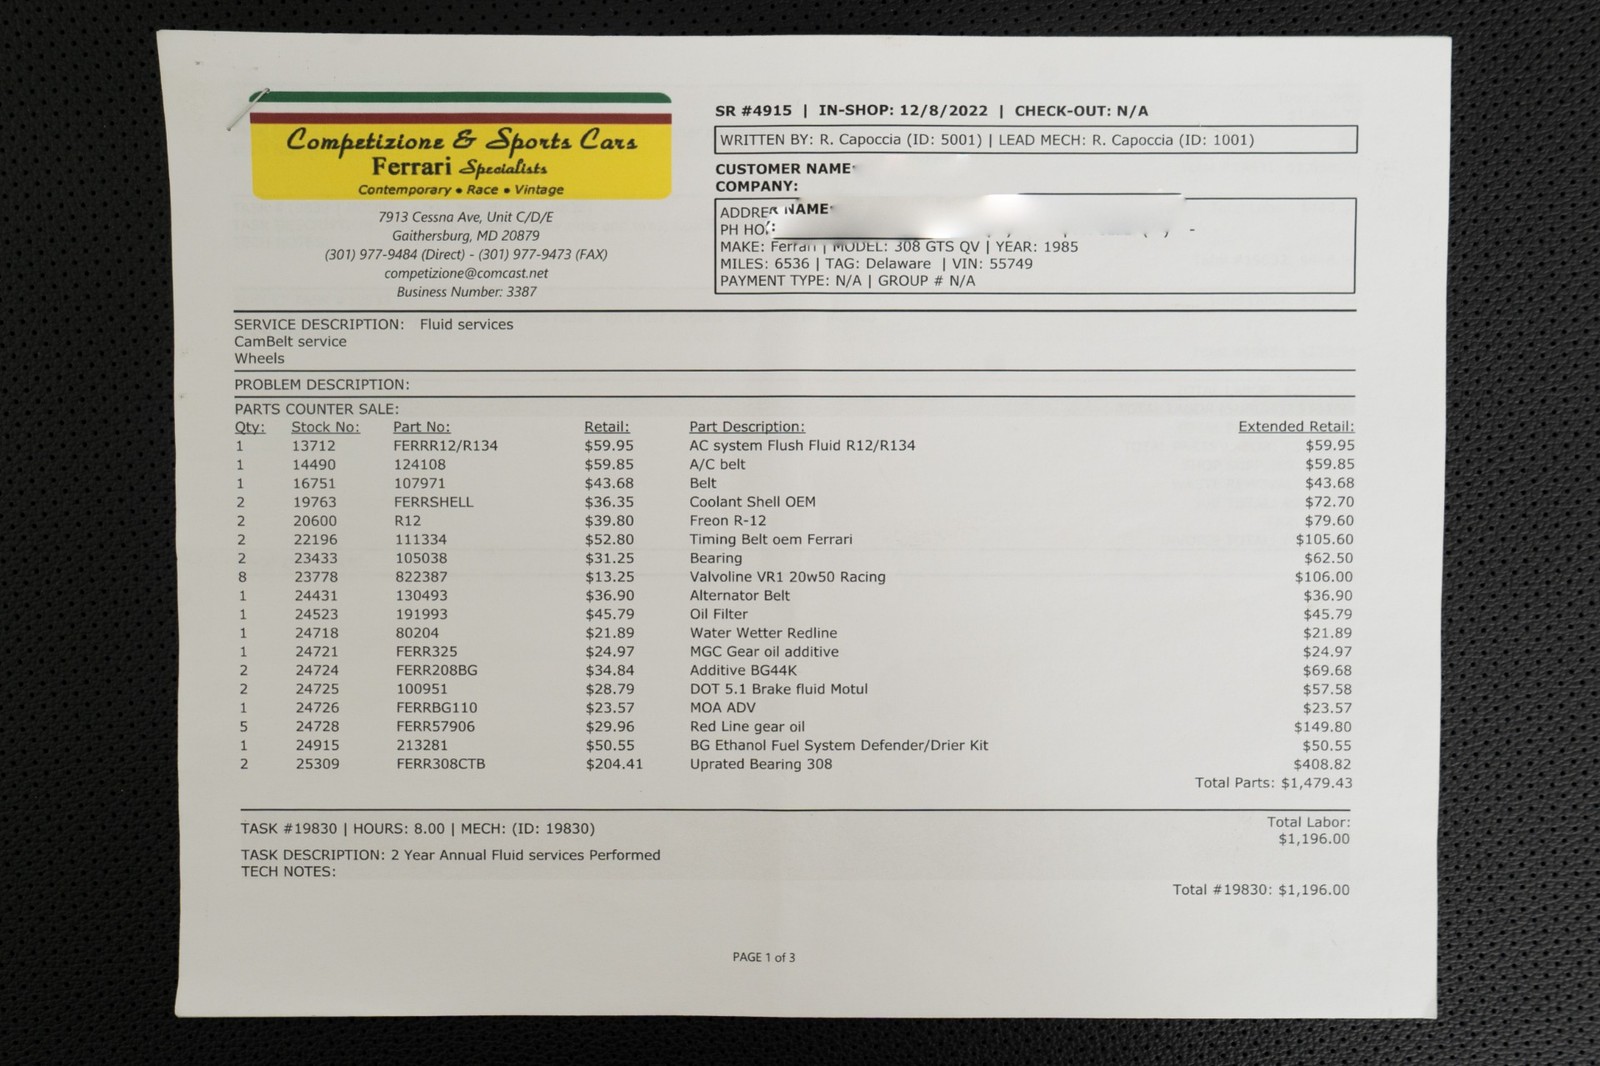 Competizione & Sports Cars
Ferrari Specialists
Contemporary • Race • Vintage
7913 Cessna Ave, Unit C/D/E
Gaithersburg, MD 20879
(301) 977-9484 (Direct) - (301) 977-9473 (FAX)
competizione@comcast.net
Business Number: 3387
SR #4915 | IN-SHOP: 12/8/2022 | CHECK-OUT: N/A
WRITTEN BY: R. Capoccia (ID: 5001) | LEAD MECH: R. Capoccia (ID: 1001)
CUSTOMER NAME
COMPANY:
NAME
PH
MAKE: Ferrari | MODEL: 308 GTS QV | YEAR: 1985
MILES: 6536 | TAG: Delaware | VIN: 55749
PAYMENT TYPE: N/A | GROUP # N/A
SERVICE DESCRIPTION: Fluid services
CamBelt service
Wheels
PROBLEM DESCRIPTION:
PARTS COUNTER SALE:
Qty: Stock No: Part No: Retail: Part Description: Extended Retail:
1 13712 FERRR12/R134 $59.95 AC system Flush Fluid R12/R134 $59.95
1 14490 124108 $59.85 A/C belt $59.85
1 16751 107971 $43.68 Belt $43.68
2 19763 FERRSHELL $36.35 Coolant Shell OEM $72.70
2 20600 R12 $39.80 Freon R-12 $79.60
2 22196 111334 $52.80 Timing Belt oem Ferrari $105.60
2 23433 105038 $31.25 Bearing $62.50
8 23778 822387 $13.25 Valvoline VR1 20w50 Racing $106.00
1 24431 130493 $36.90 Alternator Belt $36.90
1 24523 191993 $45.79 Oil Filter $45.79
1 24718 80204 $21.89 Water Wetter Redline $21.89
1 24721 FERR325 $24.97 MGC Gear oil additive $24.97
2 24724 FERR208BG $34.84 Additive BG44K $69.68
2 24725 100951 $28.79 DOT 5.1 Brake fluid Motul $57.58
1 24726 FERRBG110 $23.57 MOA ADV $23.57
5 24728 FERR57906 $29.96 Red Line gear oil $149.80
1 24915 213281 $50.55 BG Ethanol Fuel System Defender/Drier Kit $50.55
2 25309 FERR308CTB $204.41 Uprated Bearing 308 $408.82
Total Parts: $1,479.43
TASK #19830 | HOURS: 8.00 | MECH: (ID: 19830)
Total Labor:
$1,196.00
TASK DESCRIPTION: 2 Year Annual Fluid services Performed
TECH NOTES:
Total #19830: $1,196.00
PAGE 1 of 3